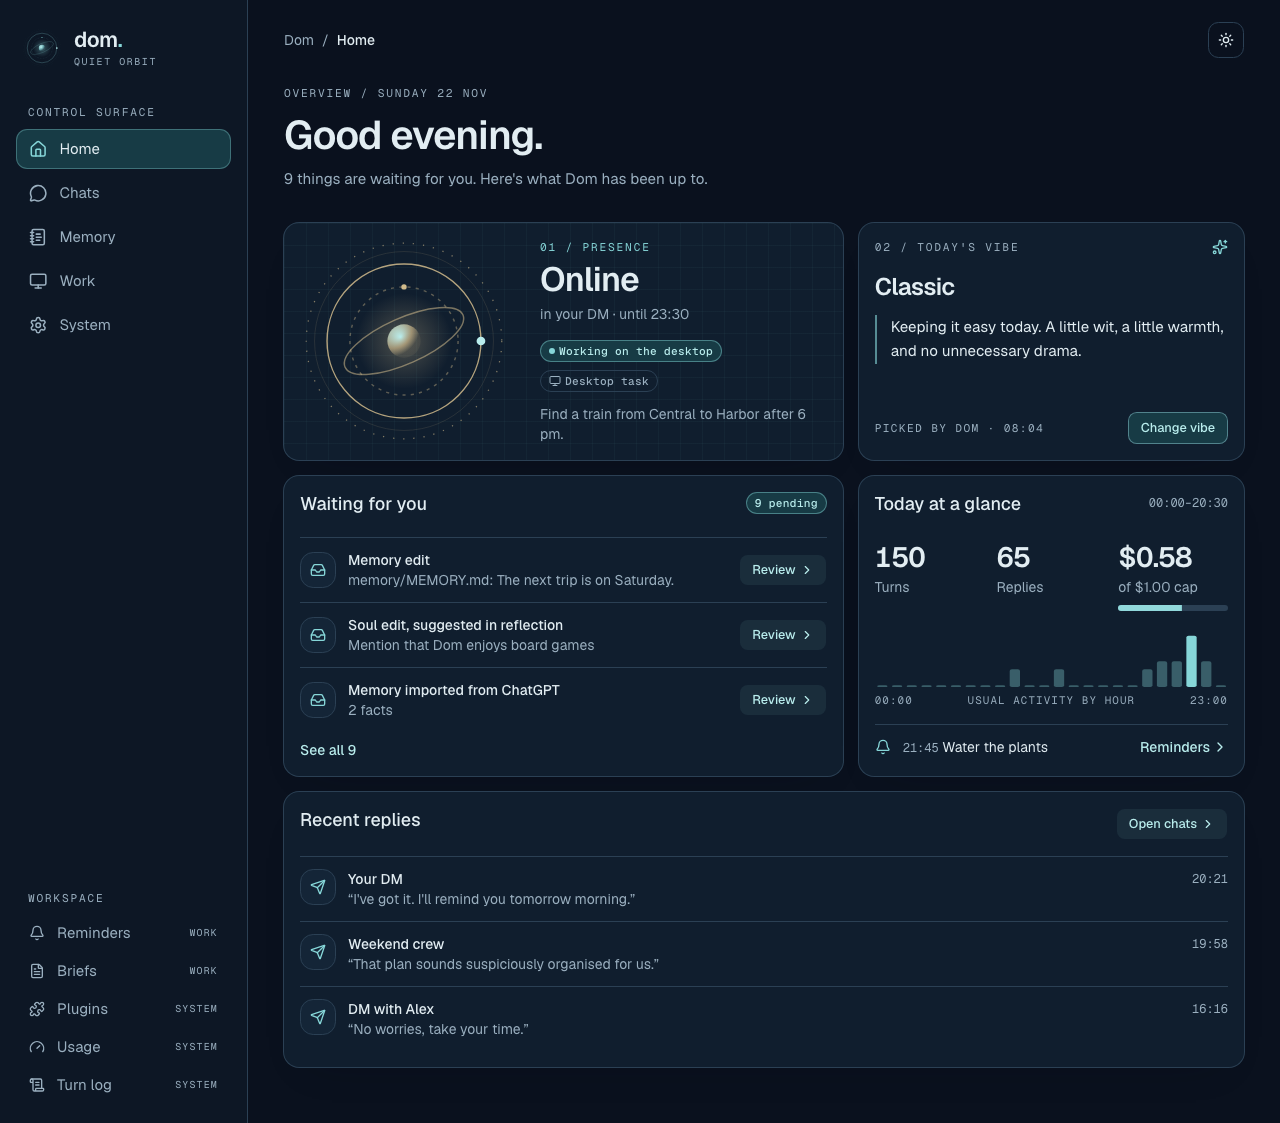 dom.
QUIET ORBIT
CONTROL SURFACE
Home
Chats
Memory
Work
System
WORKSPACE
Reminders WORK
Briefs WORK
Plugins SYSTEM
Usage SYSTEM
Turn log SYSTEM
Dom / Home
OVERVIEW / SUNDAY 22 NOV
Good evening.
9 things are waiting for you. Here's what Dom has been up to.
01 / PRESENCE
Online
in your DM · until 23:30
Working on the desktop
Desktop task
Find a train from Central to Harbor after 6
pm.
02 / TODAY'S VIBE
Classic
Keeping it easy today. A little wit, a little warmth,
and no unnecessary drama.
PICKED BY DOM · 08:04
Change vibe
Waiting for you
9 pending
Memory edit
memory/MEMORY.md: The next trip is on Saturday.
Review
Soul edit, suggested in reflection
Mention that Dom enjoys board games
Review
Memory imported from ChatGPT
2 facts
Review
See all 9
Today at a glance
00:00–20:30
150
Turns
65
Replies
$0.58
of $1.00 cap
00:00 USUAL ACTIVITY BY HOUR 23:00
21:45 Water the plants
Reminders
Recent replies
Open chats
Your DM
20:21
“I've got it. I'll remind you tomorrow morning.”
Weekend crew
19:58
“That plan sounds suspiciously organised for us.”
DM with Alex
16:16
“No worries, take your time.”